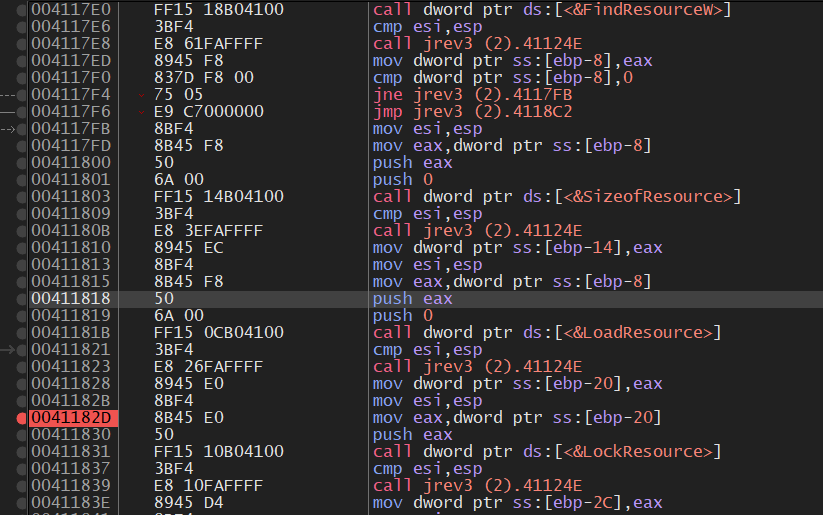 004117E0 FF15 18B04100 call dword ptr ds:[<&FindResourceW>]
004117E6 3BF4 cmp esi,esp
004117E8 E8 61FAFFFF call jrev3 (2).41124E
004117ED 8945 F8 mov dword ptr ss:[ebp-8],eax
004117F0 837D F8 00 cmp dword ptr ss:[ebp-8],0
004117F4 75 05 jne jrev3 (2).4117FB
004117F6 E9 C7000000 jmp jrev3 (2).4118C2
004117FB 8BF4 mov esi,esp
004117FD 8B45 F8 mov eax,dword ptr ss:[ebp-8]
00411800 50 push eax
00411801 6A 00 push 0
00411803 FF15 14B04100 call dword ptr ds:[<&SizeofResource>]
00411809 3BF4 cmp esi,esp
0041180B E8 3EFAFFFF call jrev3 (2).41124E
00411810 8945 EC mov dword ptr ss:[ebp-14],eax
00411813 8BF4 mov esi,esp
00411815 8B45 F8 mov eax,dword ptr ss:[ebp-8]
00411818 50 push eax
00411819 6A 00 push 0
0041181B FF15 0CB04100 call dword ptr ds:[<&LoadResource>]
00411821 3BF4 cmp esi,esp
00411823 E8 26FAFFFF call jrev3 (2).41124E
00411828 8945 E0 mov dword ptr ss:[ebp-20],eax
0041182B 8BF4 mov esi,esp
0041182D 8B45 E0 mov eax,dword ptr ss:[ebp-20]
00411830 50 push eax
00411831 FF15 10B04100 call dword ptr ds:[<&LockResource>]
00411837 3BF4 cmp esi,esp
00411839 E8 10FAFFFF call jrev3 (2).41124E
0041183E 8945 D4 mov dword ptr ss:[ebp-2C],eax